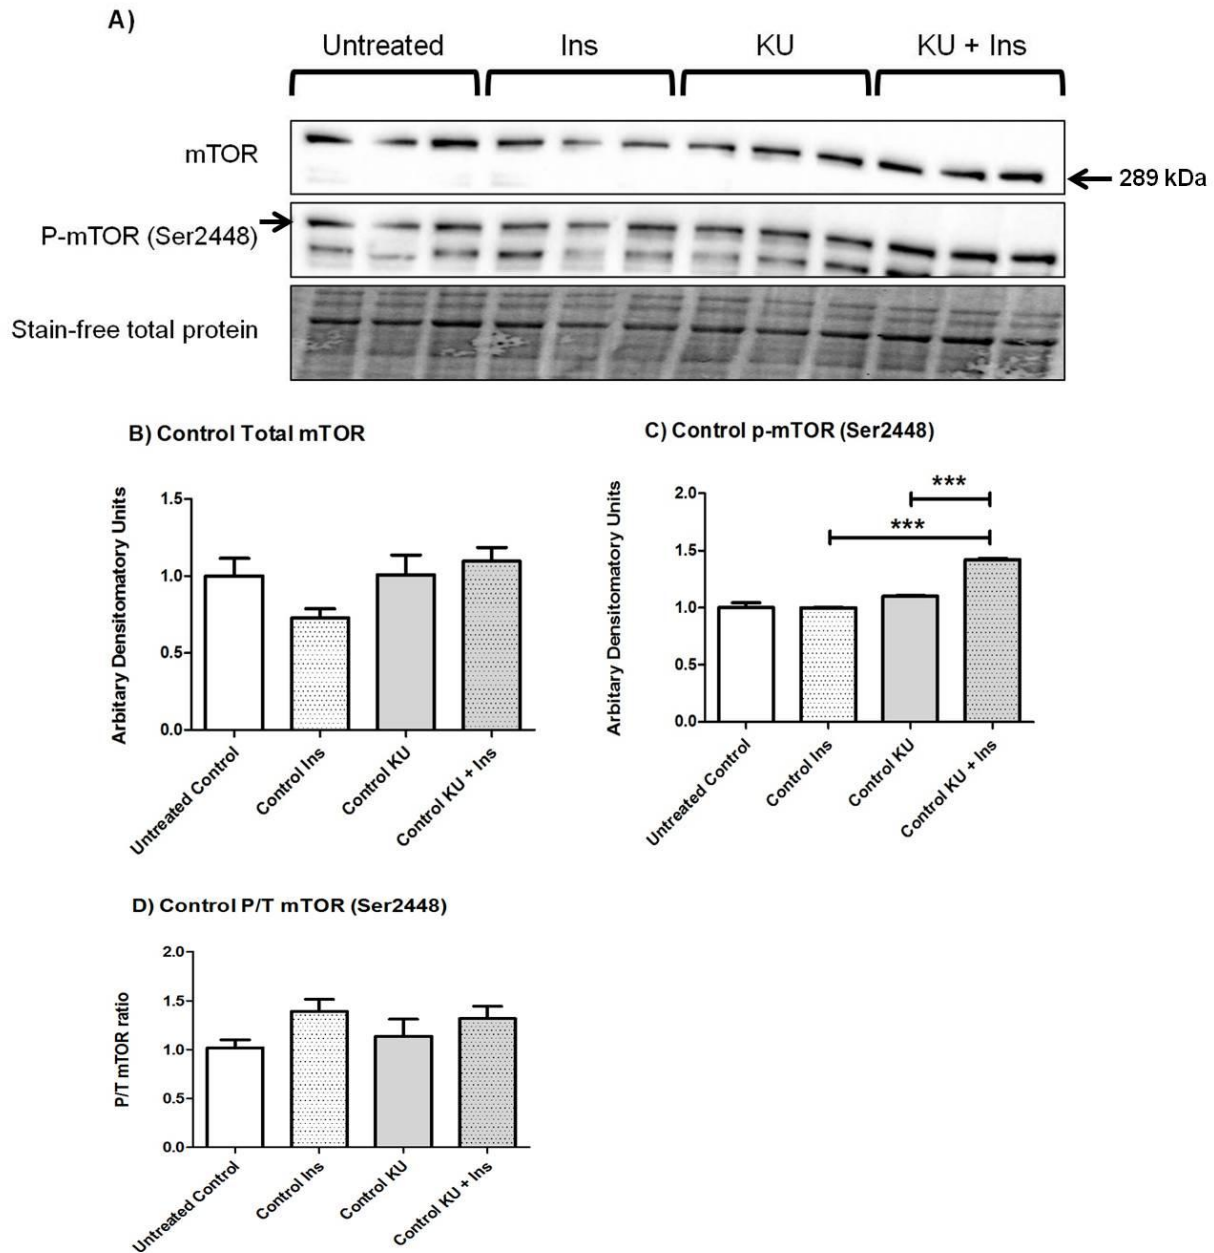 A)
Untreated Ins KU KU + Ins
mTOR
289 kDa
P-mTOR (Ser2448)
Stain-free total protein
B) Control Total mTOR
Arbitary Densitomatory Units
1.5
1.0
0.5
0.0
Untreated Control
Control Ins
Control KU
Control KU + Ins
C) Control p-mTOR (Ser2448)
Arbitary Densitomatory Units
2.0
1.5
1.0
0.5
0.0
***
***
Untreated Control
Control Ins
Control KU
Control KU + Ins
D) Control P/T mTOR (Ser2448)
P/T mTOR ratio
2.0
1.5
1.0
0.5
0.0
Untreated Control
Control Ins
Control KU
Control KU + Ins